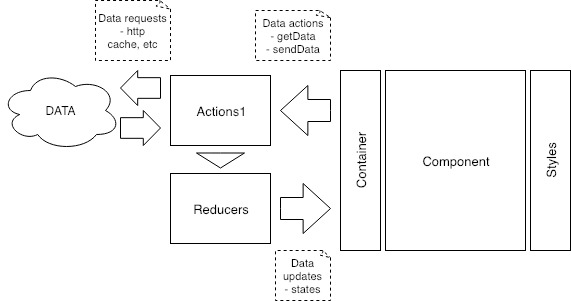 Data requests
- http
cache, etc
Data actions
- getData
- sendData
DATA
Actions1
Container
Component
Styles
Reducers
Data
updates
- states